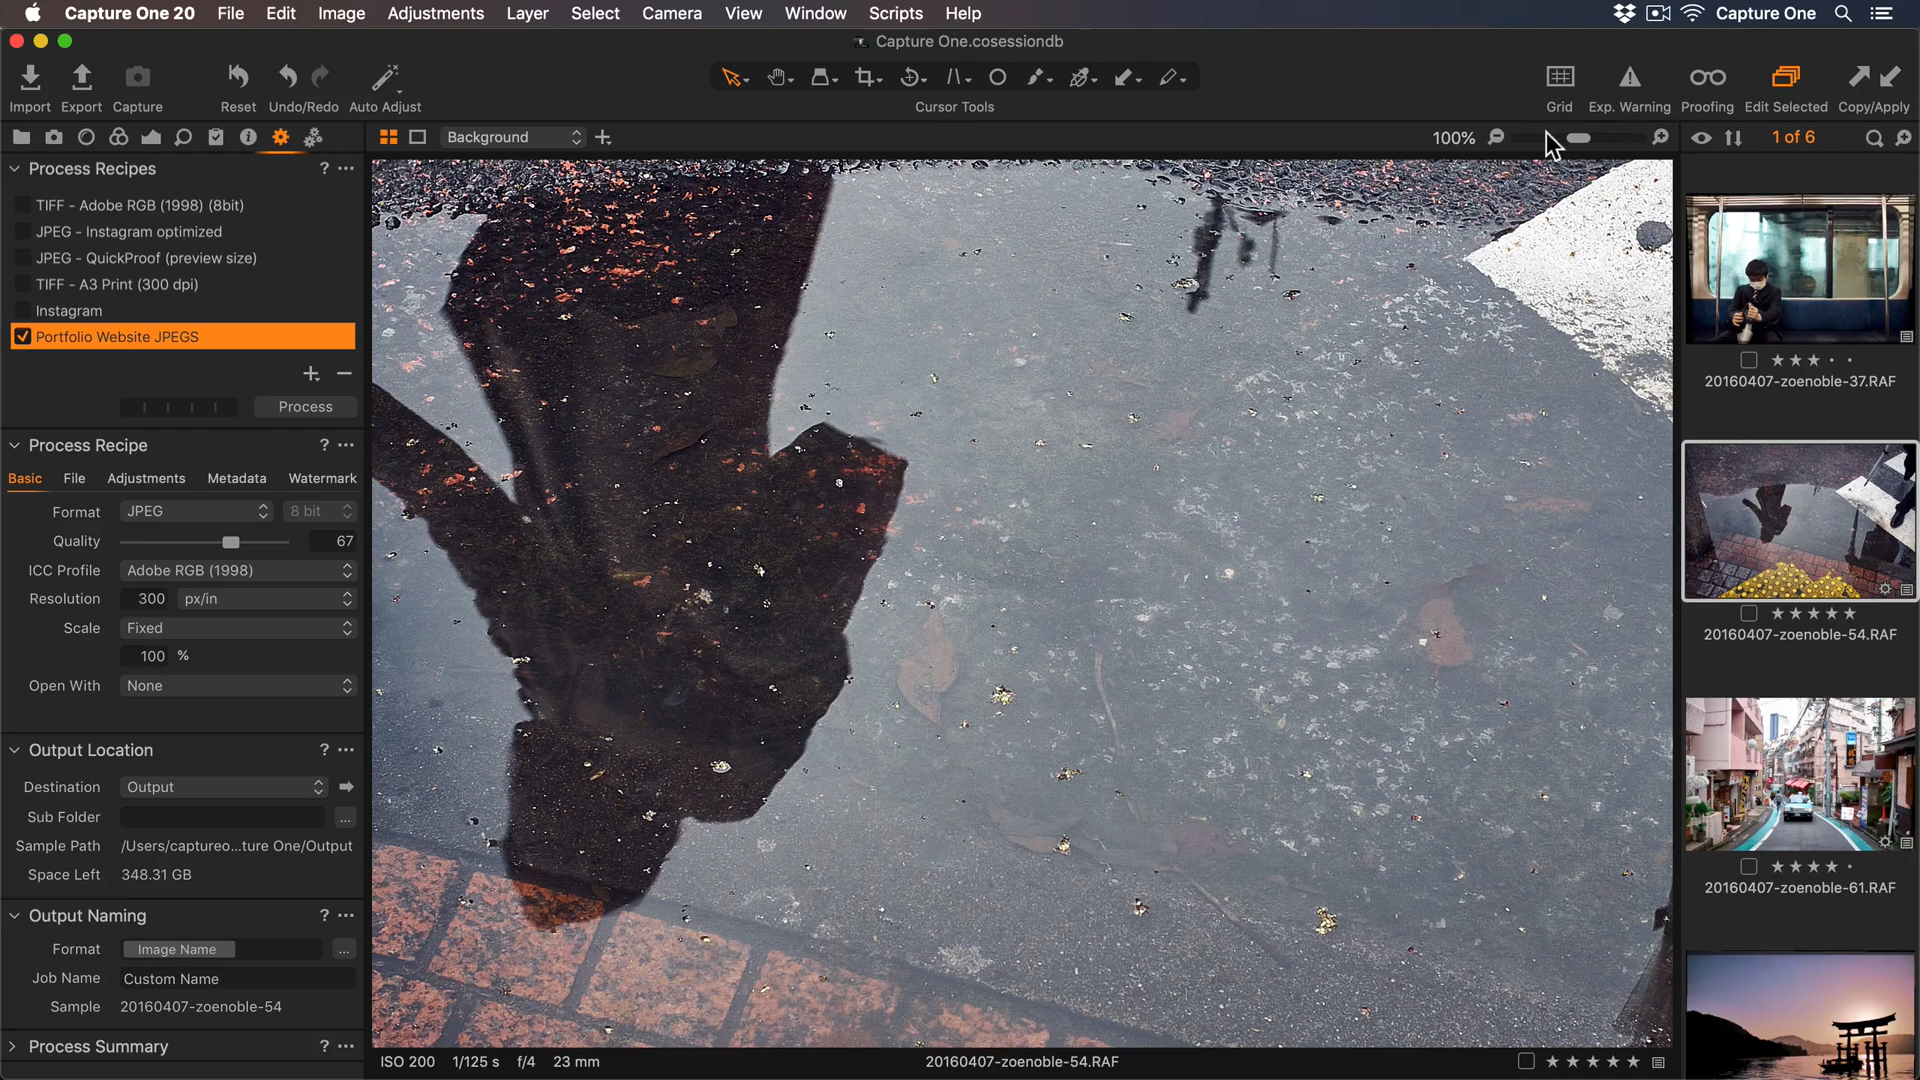 Capture One 20 File Edit Image Adjustments Layer Select Camera View Window Scripts Help Capture One
Capture One.cosessiondb
Import Export Capture Reset Undo/Redo Auto Adjust Cursor Tools Grid Exp. Warning Proofing Edit Selected Copy/Apply
Background 100% 1 of 6
Process Recipes ? ...
TIFF - Adobe RGB (1998) (8bit)
JPEG - Instagram optimized
JPEG - QuickProof (preview size)
TIFF - A3 Print (300 dpi)
Instagram
Portfolio Website JPEGS
Process
Process Recipe ? ...
Basic File Adjustments Metadata Watermark
Format JPEG 8 bit
Quality 67
ICC Profile Adobe RGB (1998)
Resolution 300 px/in
Scale Fixed
100 %
Open With None
Output Location ? ...
Destination Output
Sub Folder ...
Sample Path /Users/captureo...ture One/Output
Space Left 348.31 GB
Output Naming ? ...
Format Image Name ...
Job Name Custom Name
Sample 20160407-zoenoble-54
Process Summary ? ...
ISO 200 1/125 s f/4 23 mm 20160407-zoenoble-54.RAF
20160407-zoenoble-37.RAF
20160407-zoenoble-54.RAF
20160407-zoenoble-61.RAF